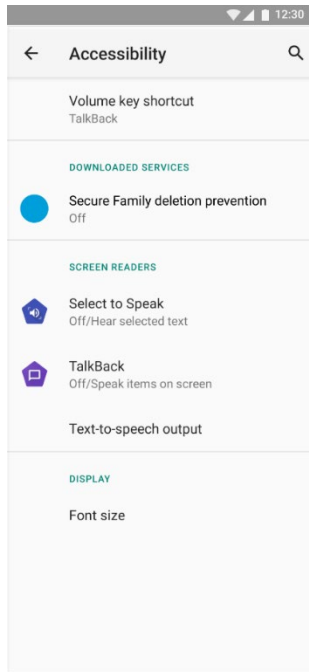 12:30
Accessibility
Volume key shortcut
TalkBack
DOWNLOADED SERVICES
Secure Family deletion prevention
Off
SCREEN READERS
Select to Speak
Off/Hear selected text
TalkBack
Off/Speak items on screen
Text-to-speech output
DISPLAY
Font size